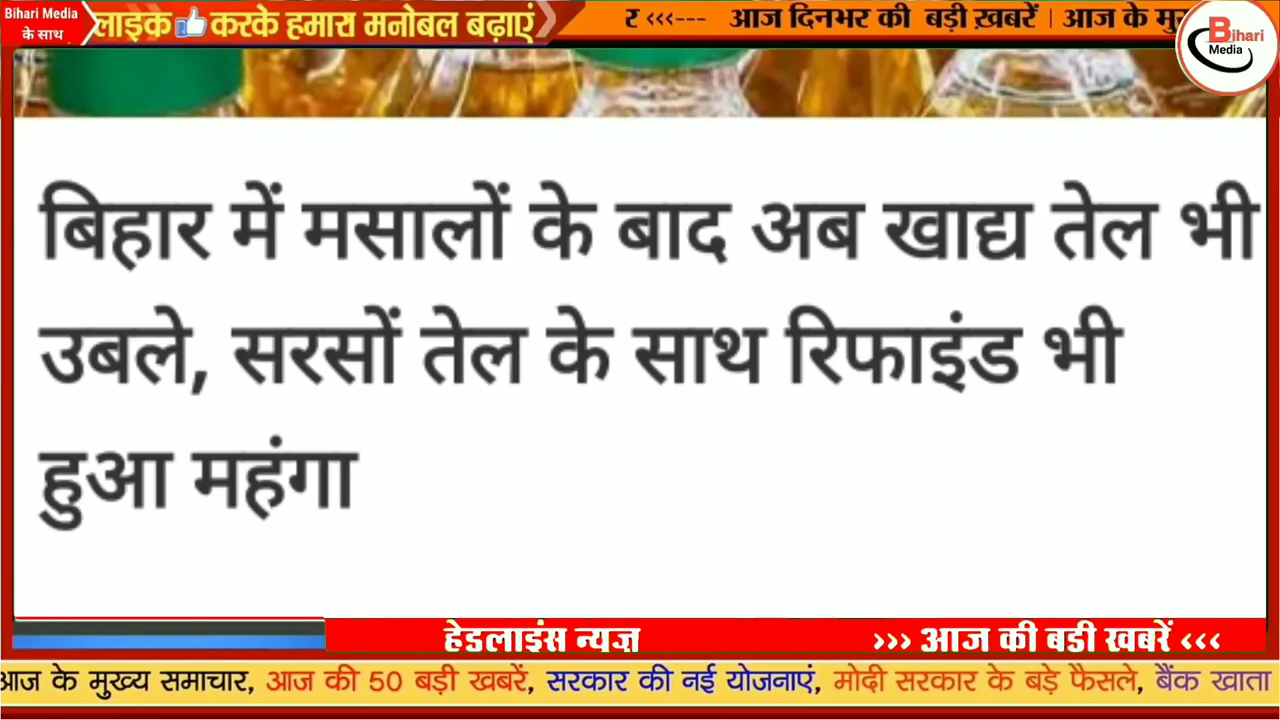 Bihari Media
के साथ
लाइक करके हमारा मनोबल बढ़ाएं
र <<<--- आज दिनभर की बड़ी ख़बरें | आज के
Bihari
Media
बिहार में मसालों के बाद अब खाद्य तेल भी
उबले, सरसों तेल के साथ रिफाइंड भी
हुआ महंगा
हेडलाइंस न्यूज़ >>> आज की बड़ी खबरें <<<
आज के मुख्य समाचार, आज की 50 बड़ी खबरें, सरकार की नई योजनाएं, मोदी सरकार के बड़े फैसले, बैंक खाता